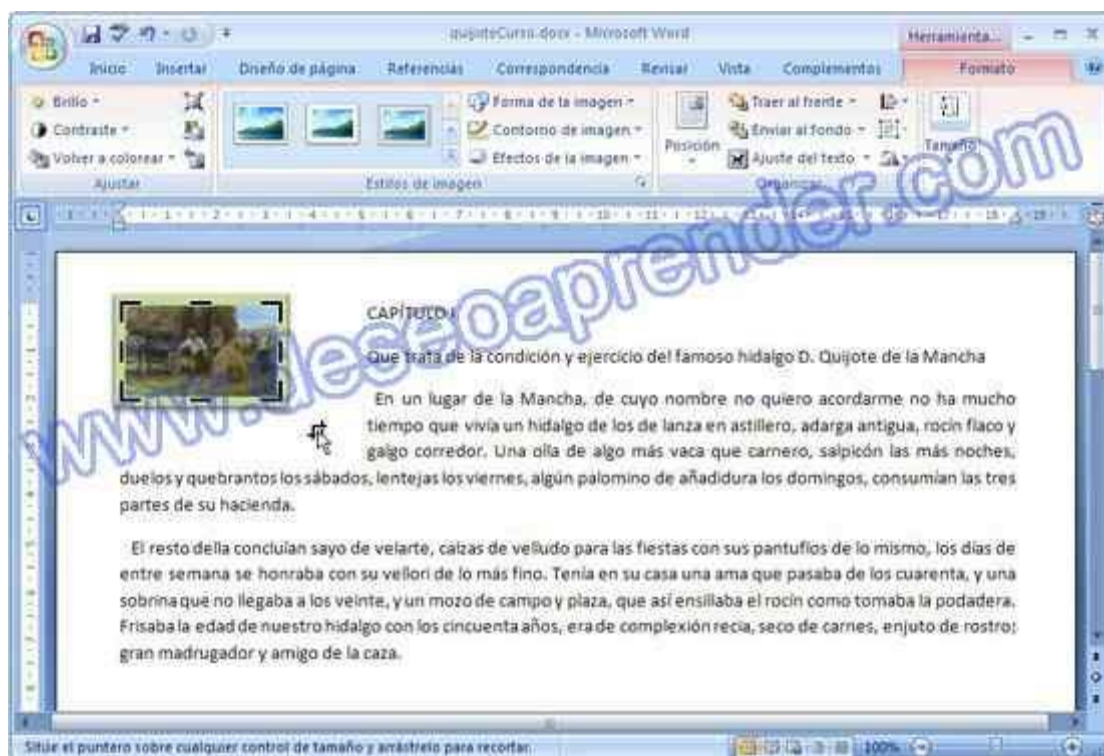 quijoteCurso.docx - Microsoft Word
Herramienta...
Inicio Insertar Diseño de página Referencias Correspondencia Revisar Vista Complementos Formato
Brillo
Contraste
Volver a colorear
Ajustar
Forma de la imagen
Contorno de imagen
Efectos de la imagen
Estilos de imagen
Posición
Traer al frente
Enviar al fondo
Ajuste del texto
Organizar
Tamaño
www.deseoaprender.com
CAPÍTULO I
Que trata de la condición y ejercicio del famoso hidalgo D. Quijote de la Mancha
En un lugar de la Mancha, de cuyo nombre no quiero acordarme no ha mucho
tiempo que vivía un hidalgo de los de lanza en astillero, adarga antigua, rocín flaco y
galgo corredor. Una olla de algo más vaca que carnero, salpicón las más noches,
duelos y quebrantos los sábados, lentejas los viernes, algún palomino de añadidura los domingos, consumían las tres
partes de su hacienda.
El resto della concluían sayo de velarte, calzas de velludo para las fiestas con sus pantuflos de lo mismo, los días de
entre semana se honraba con su vellori de lo más fino. Tenía en su casa una ama que pasaba de los cuarenta, y una
sobrina que no llegaba a los veinte, y un mozo de campo y plaza, que así ensillaba el rocín como tomaba la podadera.
Frisaba la edad de nuestro hidalgo con los cincuenta años, era de complexión recia, seco de carnes, enjuto de rostro;
gran madrugador y amigo de la caza.
Sitúe el puntero sobre cualquier control de tamaño y arrástrelo para recortar.
100%